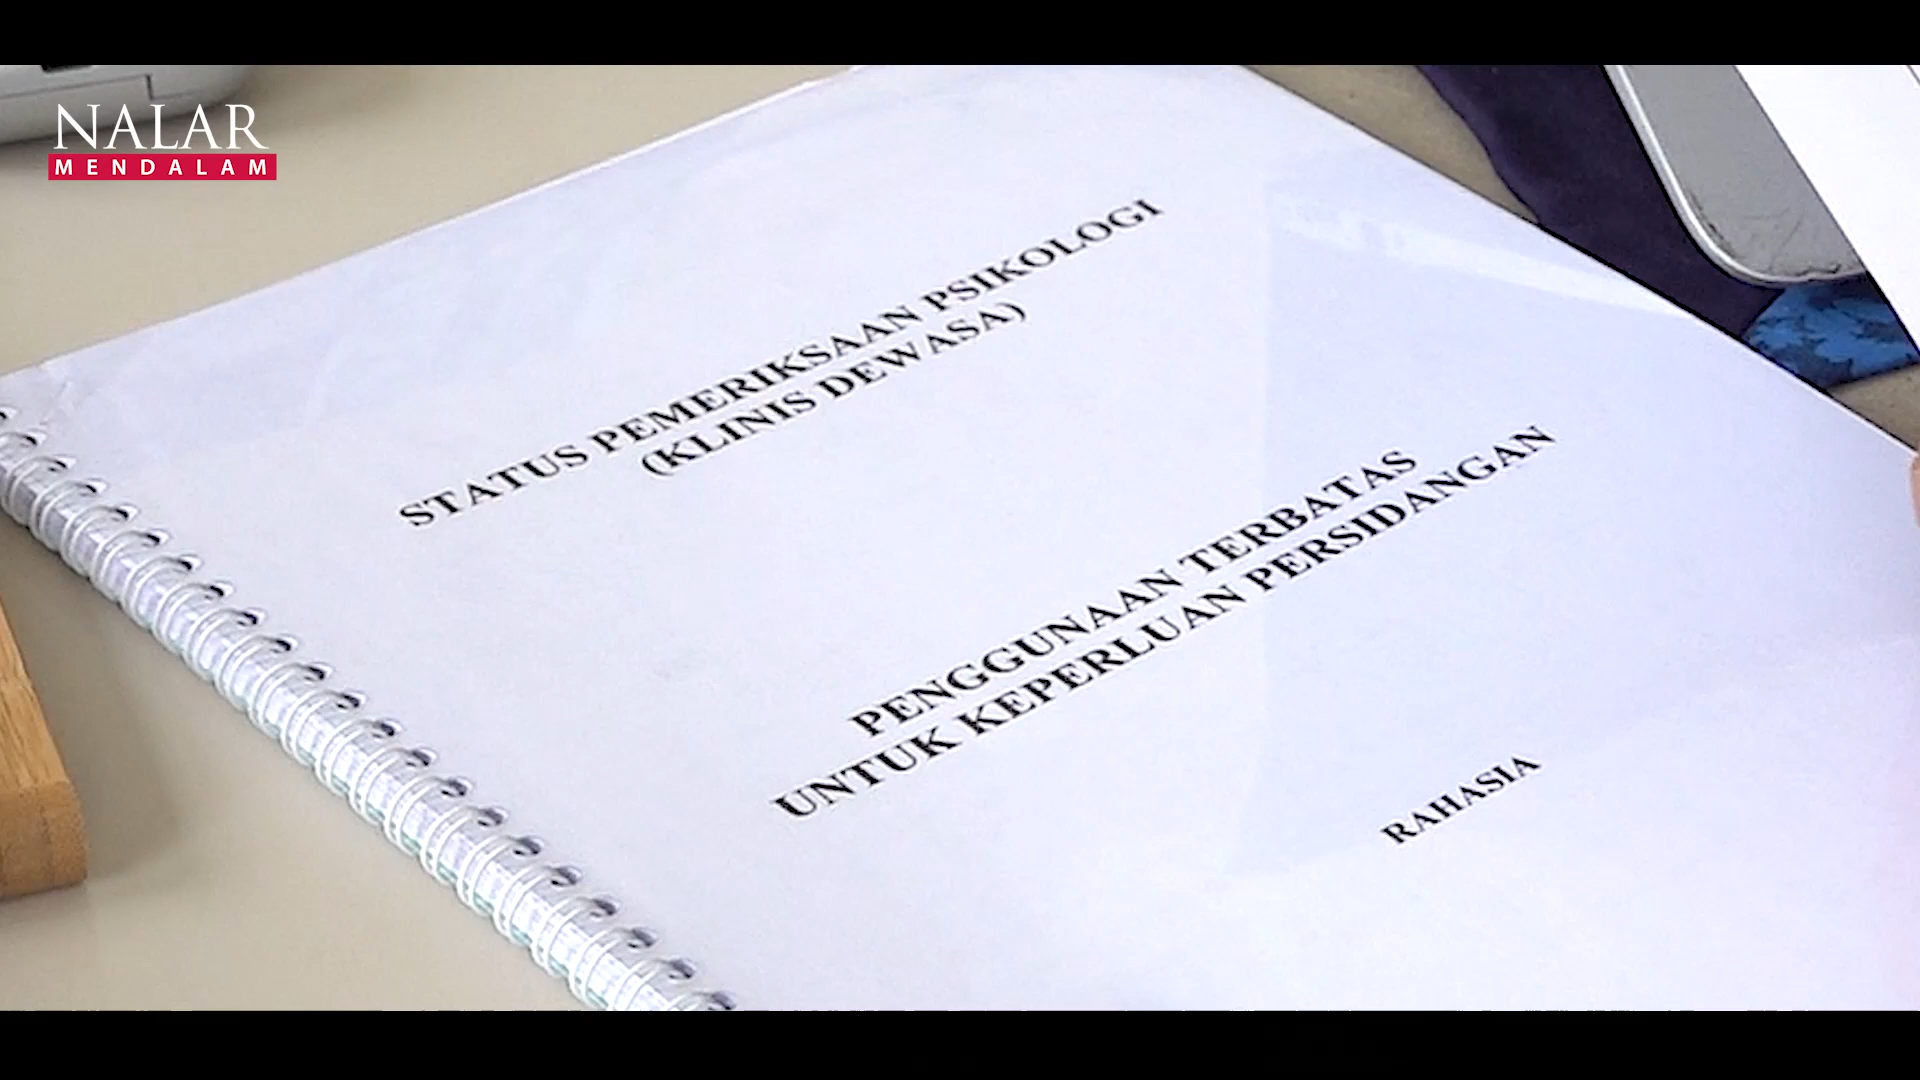 NALAR
MENDALAM
STATUS PEMERIKSAAN PSIKOLOGI
(KLINIS DEWASA)
PENGGUNAAN TERBATAS
UNTUK KEPERLUAN PERSIDANGAN
RAHASIA